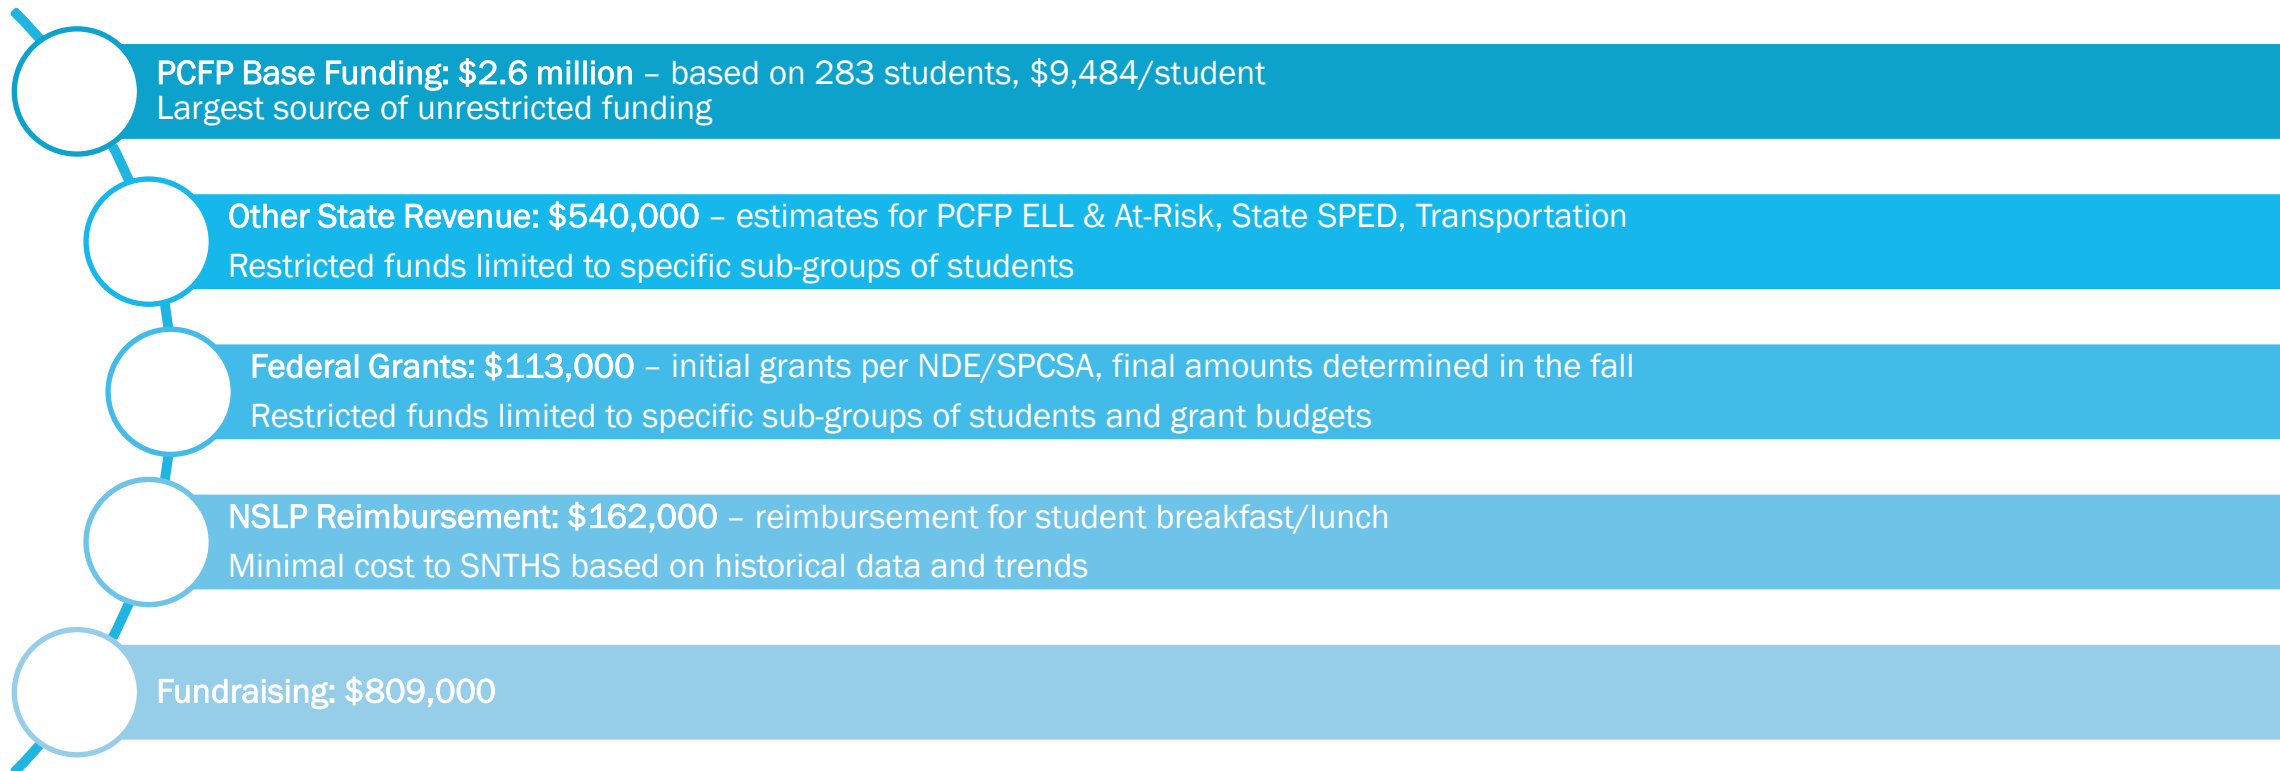 PCFP Base Funding: $2.6 million – based on 283 students, $9,484/student
Largest source of unrestricted funding
Other State Revenue: $540,000 – estimates for PCFP ELL & At-Risk, State SPED, Transportation
Restricted funds limited to specific sub-groups of students
Federal Grants: $113,000 – initial grants per NDE/SPCSA, final amounts determined in the fall
Restricted funds limited to specific sub-groups of students and grant budgets
NSLP Reimbursement: $162,000 – reimbursement for student breakfast/lunch
Minimal cost to SNTHS based on historical data and trends
Fundraising: $809,000